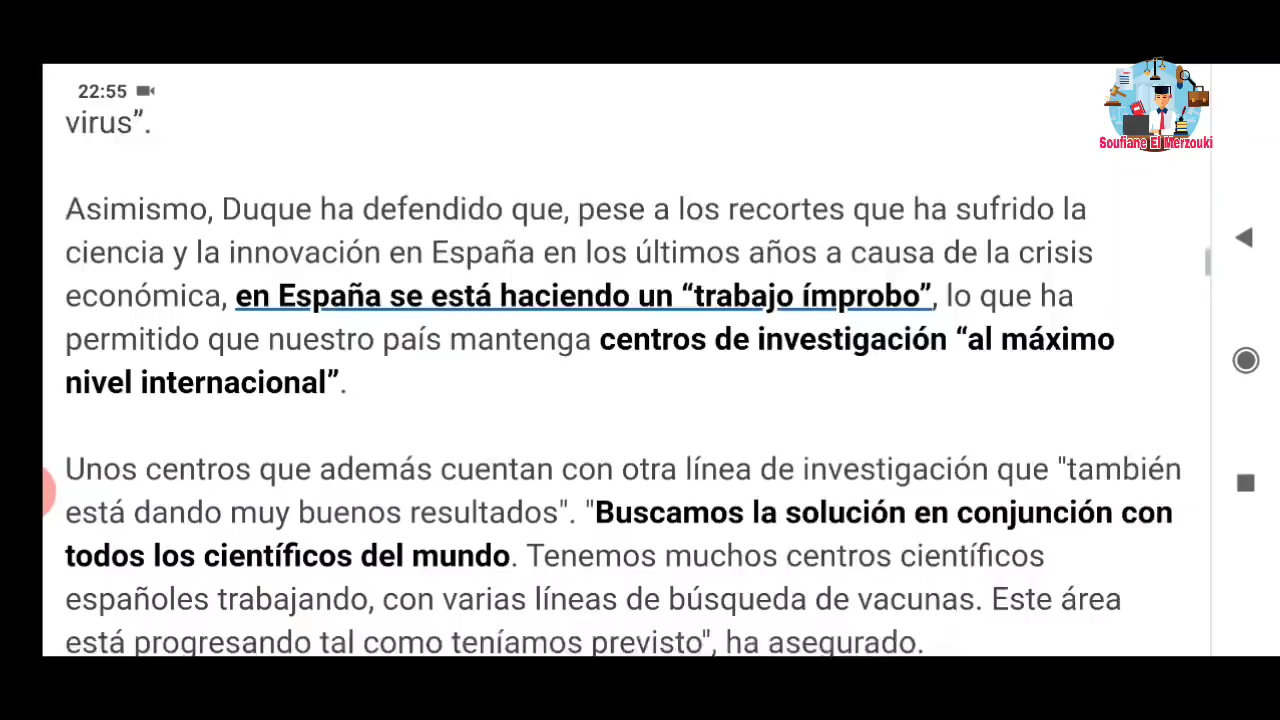 22:55
Soufiane El Merzouki
virus”.
Asimismo, Duque ha defendido que, pese a los recortes que ha sufrido la
ciencia y la innovación en España en los últimos años a causa de la crisis
económica, en España se está haciendo un “trabajo ímprobo”, lo que ha
permitido que nuestro país mantenga centros de investigación “al máximo
nivel internacional”.
Unos centros que además cuentan con otra línea de investigación que "también
está dando muy buenos resultados". "Buscamos la solución en conjunción con
todos los científicos del mundo. Tenemos muchos centros científicos
españoles trabajando, con varias líneas de búsqueda de vacunas. Este área
está progresando tal como teníamos previsto", ha asegurado.